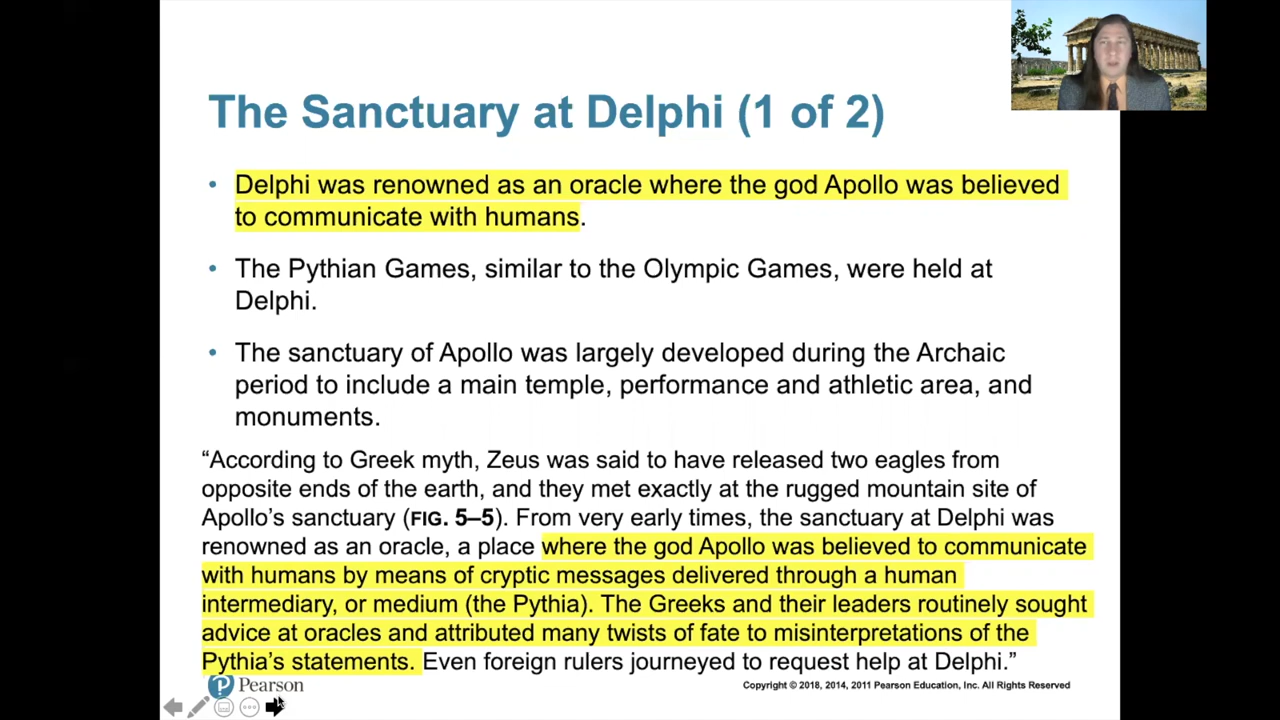 The Sanctuary at Delphi (1 of 2)
• Delphi was renowned as an oracle where the god Apollo was believed
to communicate with humans.
• The Pythian Games, similar to the Olympic Games, were held at
Delphi.
• The sanctuary of Apollo was largely developed during the Archaic
period to include a main temple, performance and athletic area, and
monuments.
“According to Greek myth, Zeus was said to have released two eagles from
opposite ends of the earth, and they met exactly at the rugged mountain site of
Apollo’s sanctuary (FIG. 5–5). From very early times, the sanctuary at Delphi was
renowned as an oracle, a place where the god Apollo was believed to communicate
with humans by means of cryptic messages delivered through a human
intermediary, or medium (the Pythia). The Greeks and their leaders routinely sought
advice at oracles and attributed many twists of fate to misinterpretations of the
Pythia’s statements. Even foreign rulers journeyed to request help at Delphi.”
Pearson
Copyright © 2018, 2014, 2011 Pearson Education, Inc. All Rights Reserved